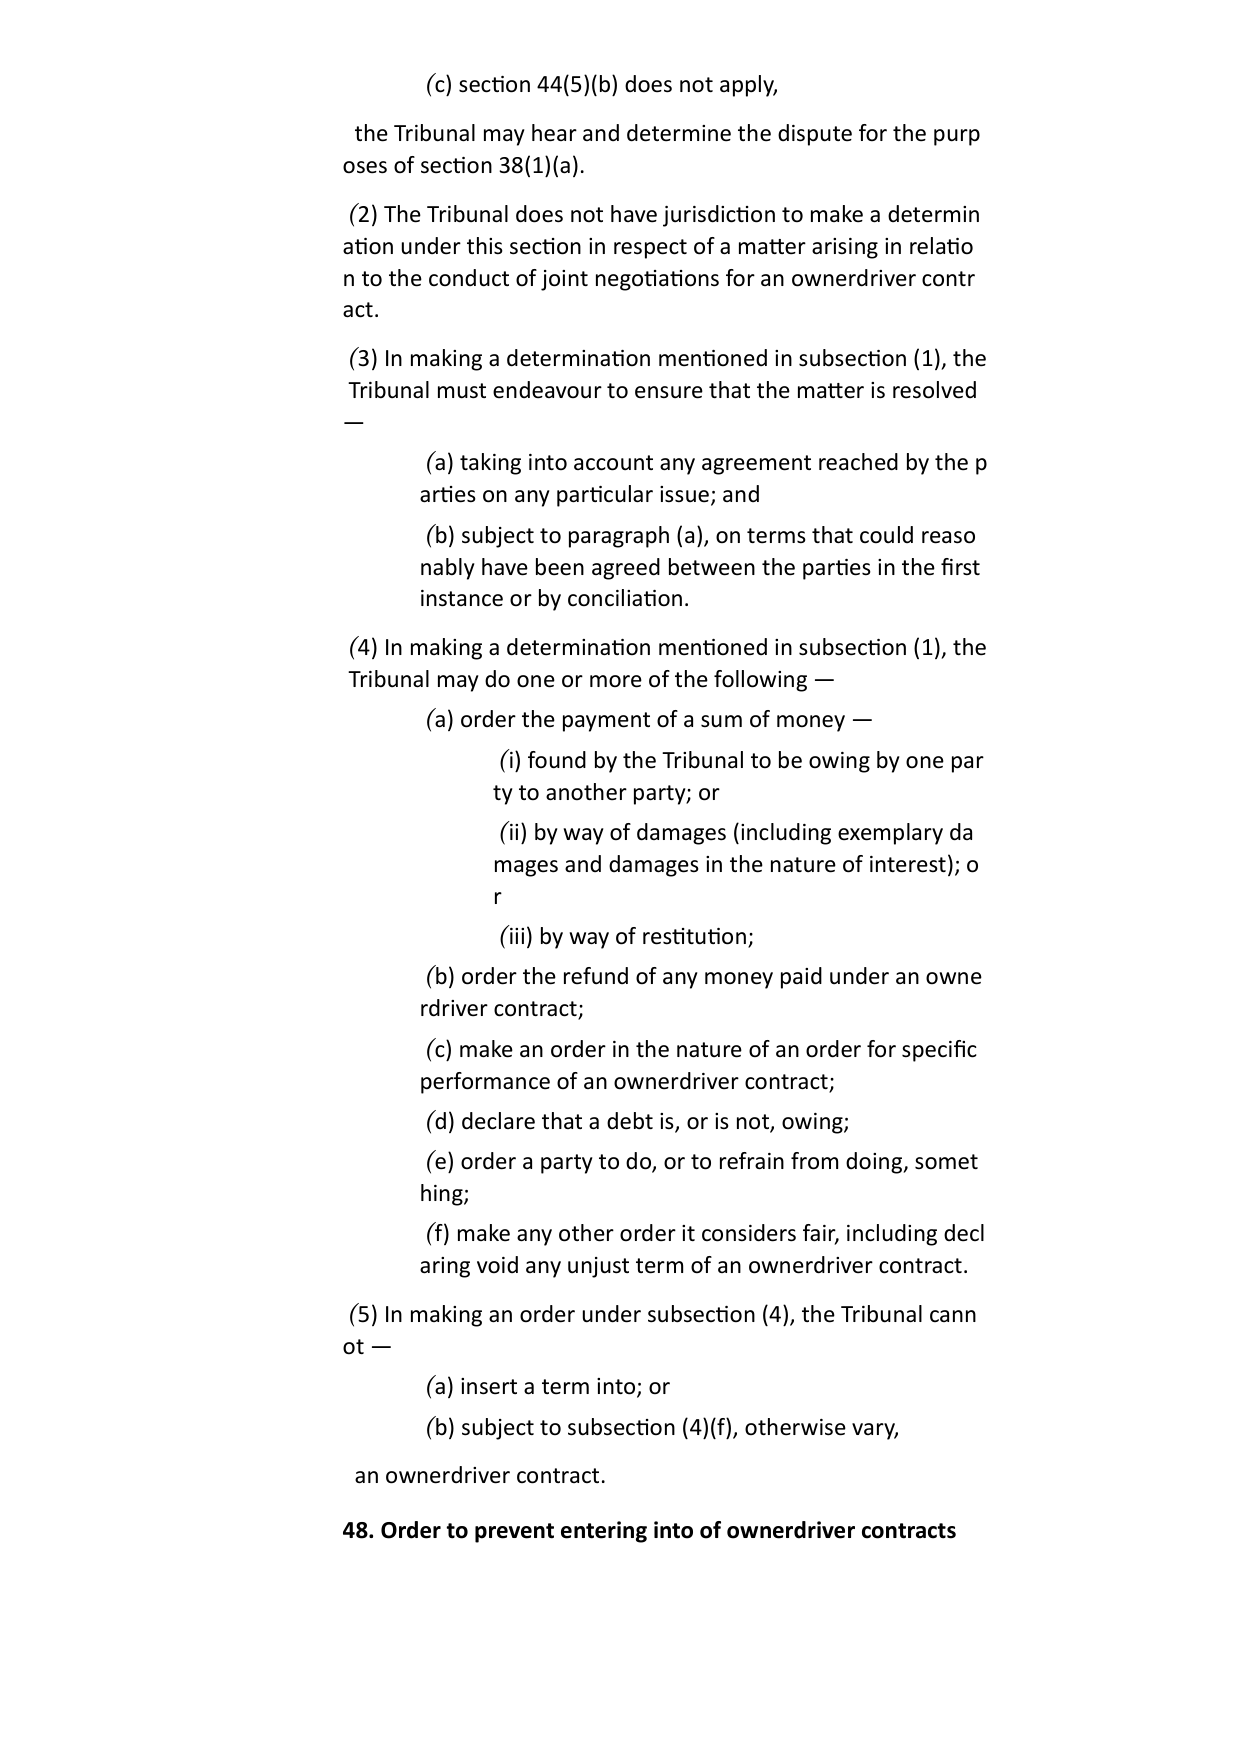 (c) section 44(5)(b) does not apply,
the Tribunal may hear and determine the dispute for the purp
oses of section 38(1)(a).
(2) The Tribunal does not have jurisdiction to make a determin
ation under this section in respect of a matter arising in relatio
n to the conduct of joint negotiations for an ownerdriver contr
act.
(3) In making a determination mentioned in subsection (1), the
Tribunal must endeavour to ensure that the matter is resolved
—
(a) taking into account any agreement reached by the p
arties on any particular issue; and
(b) subject to paragraph (a), on terms that could reaso
nably have been agreed between the parties in the first
instance or by conciliation.
(4) In making a determination mentioned in subsection (1), the
Tribunal may do one or more of the following —
(a) order the payment of a sum of money —
(i) found by the Tribunal to be owing by one par
ty to another party; or
(ii) by way of damages (including exemplary da
mages and damages in the nature of interest); o
r
(iii) by way of restitution;
(b) order the refund of any money paid under an owne
rdriver contract;
(c) make an order in the nature of an order for specific
performance of an ownerdriver contract;
(d) declare that a debt is, or is not, owing;
(e) order a party to do, or to refrain from doing, somet
hing;
(f) make any other order it considers fair, including decl
aring void any unjust term of an ownerdriver contract.
(5) In making an order under subsection (4), the Tribunal cann
ot —
(a) insert a term into; or
(b) subject to subsection (4)(f), otherwise vary,
an ownerdriver contract.
48. Order to prevent entering into of ownerdriver contracts